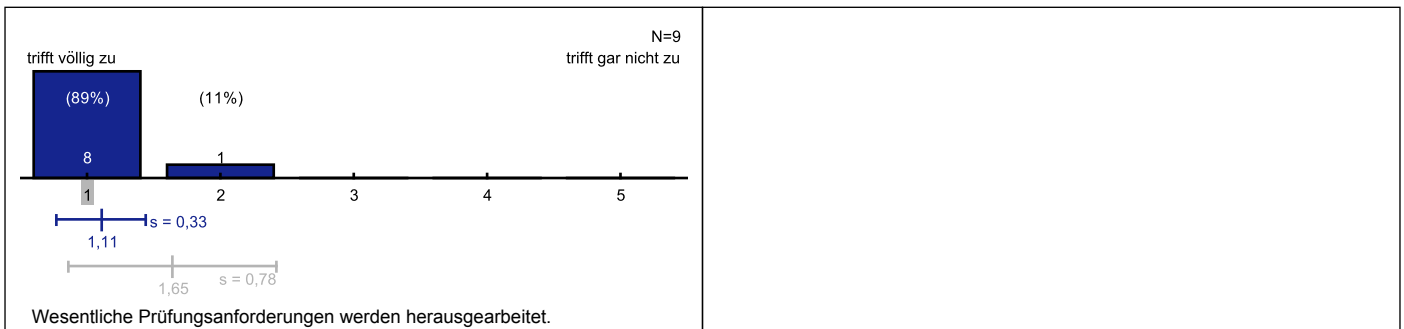 N=9
trifft völlig zu
trifft gar nicht zu
(89%)
(11%)
8
1
1
2
3
4
5
s = 0,33
1,11
s = 0,78
1,65
Wesentliche Prüfungsanforderungen werden herausgearbeitet.